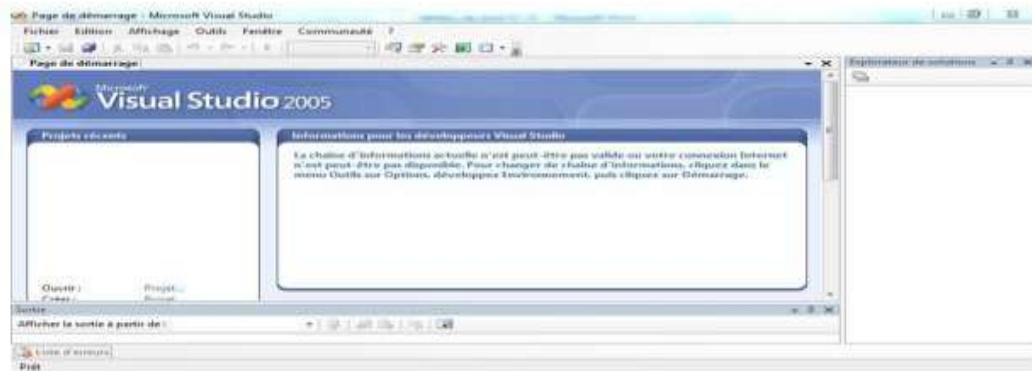 Page de démarrage - Microsoft Visual Studio
Fichier Edition Affichage Outils Fenêtre Communauté ?
Page de démarrage
Explorateur de solutions
Microsoft
Visual Studio 2005
Projets récents
Informations pour les développeurs Visual Studio
La chaîne d'informations actuelle n'est peut-être pas valide ou votre connexion Internet
n'est peut-être pas disponible. Pour changer de chaîne d'informations, cliquez dans le
menu Outils sur Options, développez Environnement, puis cliquez sur Démarrage.
Ouvrir : Projet...
Créer : Projet...
Sortie
Afficher la sortie à partir de :
Liste d'erreurs
Prêt